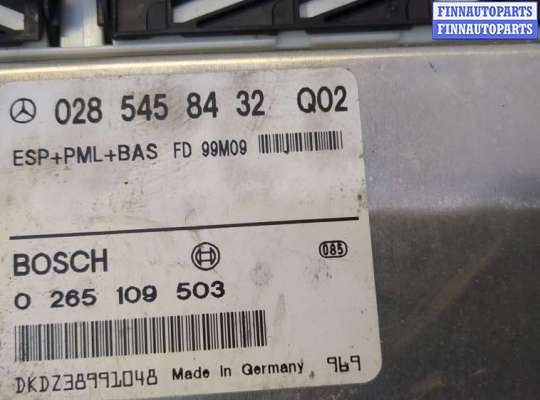 FINNAUTOPARTS
FINNAUTOPARTS
FINNAUTOPARTS
028 545 84 32 Q02
ESP+PML+BAS FD 99M09
BOSCH
085
0 265 109 503
DKDZ38991048 Made in Germany 969